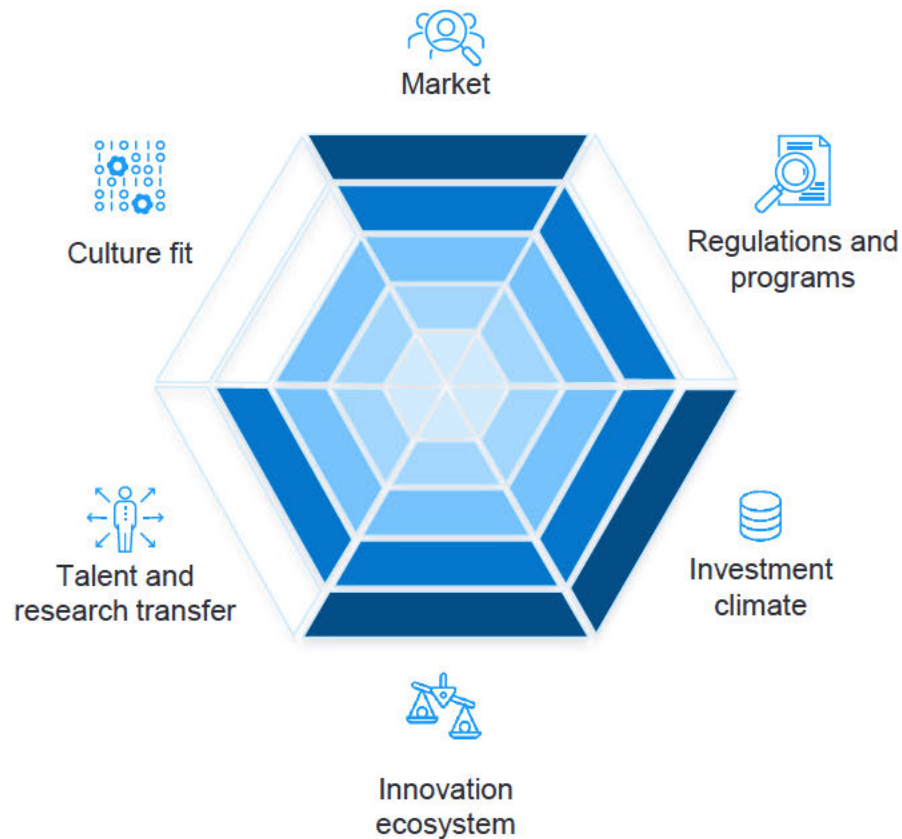 Market
Culture fit
Regulations and
programs
Talent and
research transfer
Investment
climate
Innovation
ecosystem